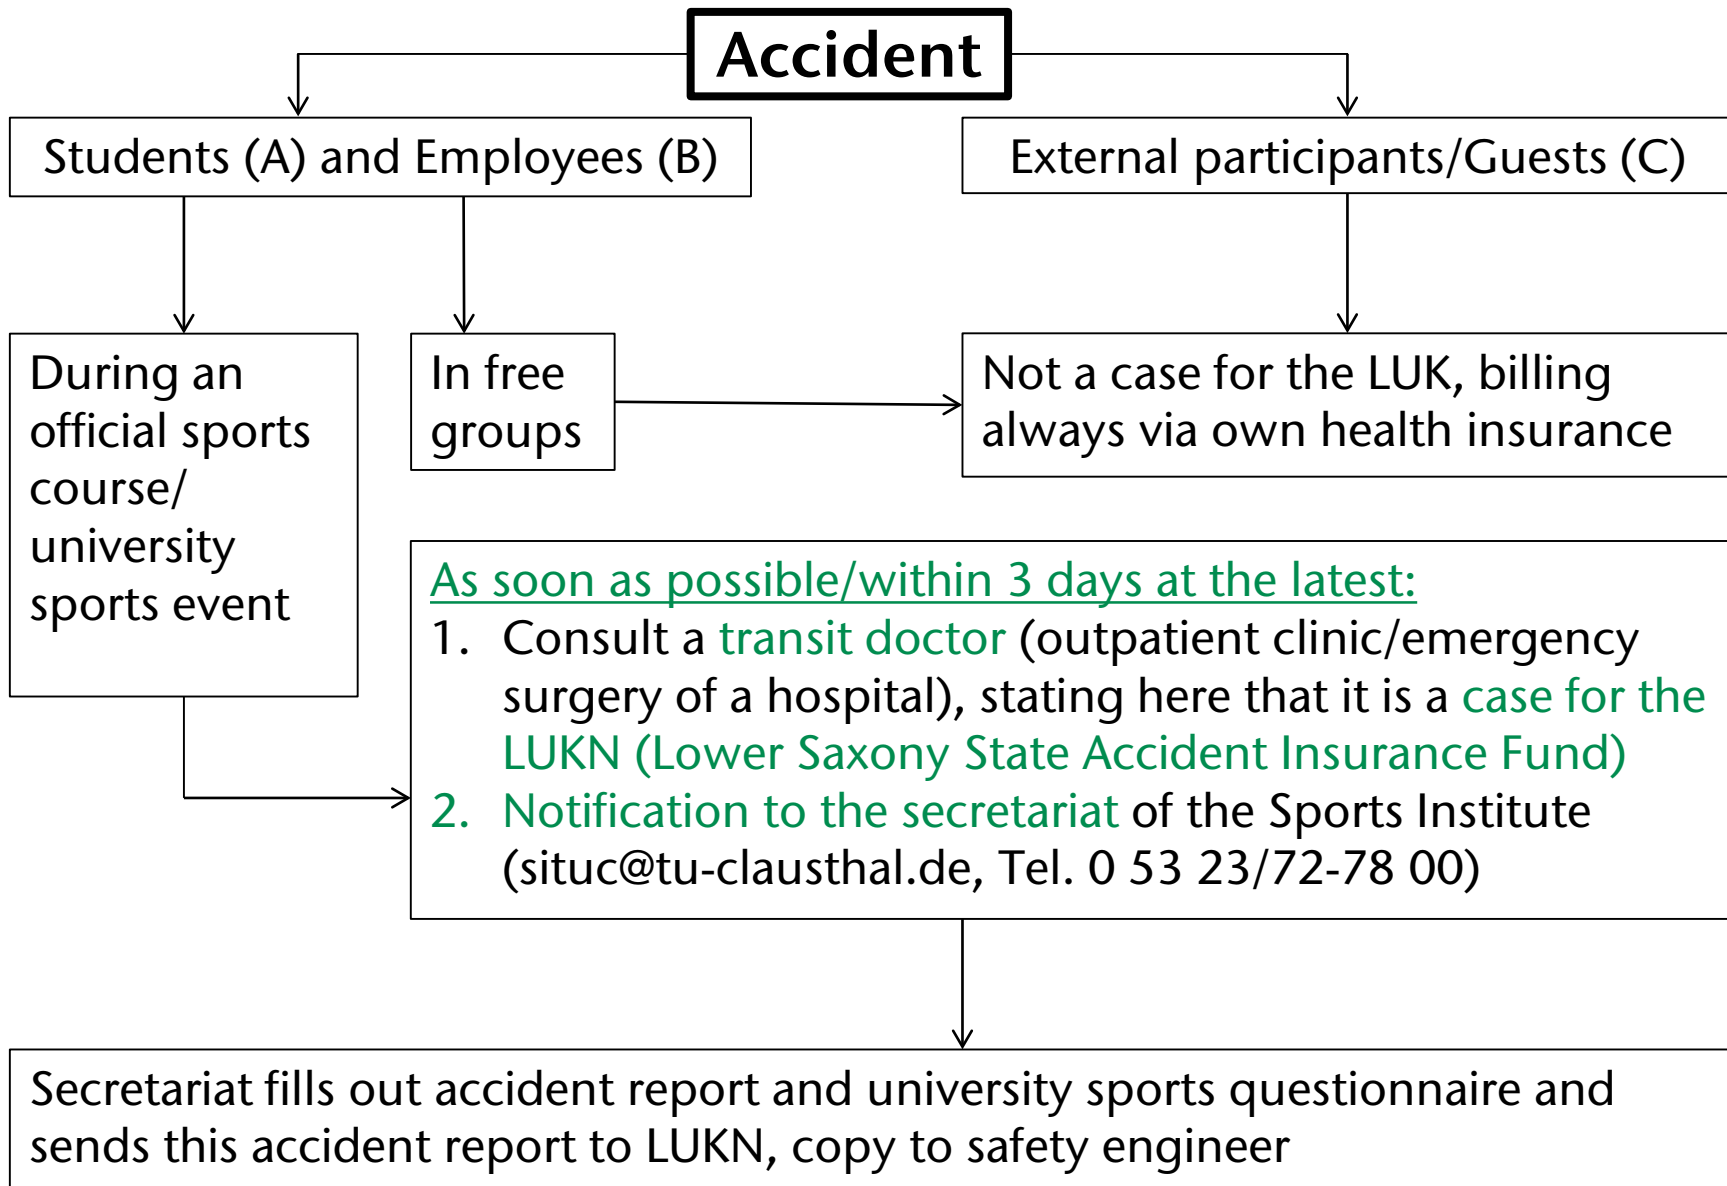 Accident
Students (A) and Employees (B)
External participants/Guests (C)
During an
official sports
course/
university
sports event
In free
groups
Not a case for the LUK, billing
always via own health insurance
As soon as possible/within 3 days at the latest:
1. Consult a transit doctor (outpatient clinic/emergency
surgery of a hospital), stating here that it is a case for the
LUKN (Lower Saxony State Accident Insurance Fund)
2. Notification to the secretariat of the Sports Institute
(situc@tu-clausthal.de, Tel. 0 53 23/72-78 00)
Secretariat fills out accident report and university sports questionnaire and
sends this accident report to LUKN, copy to safety engineer